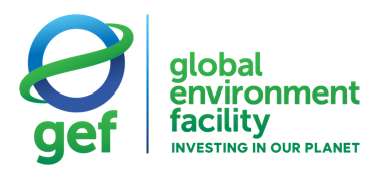 gef
global
environment
facility
INVESTING IN OUR PLANET